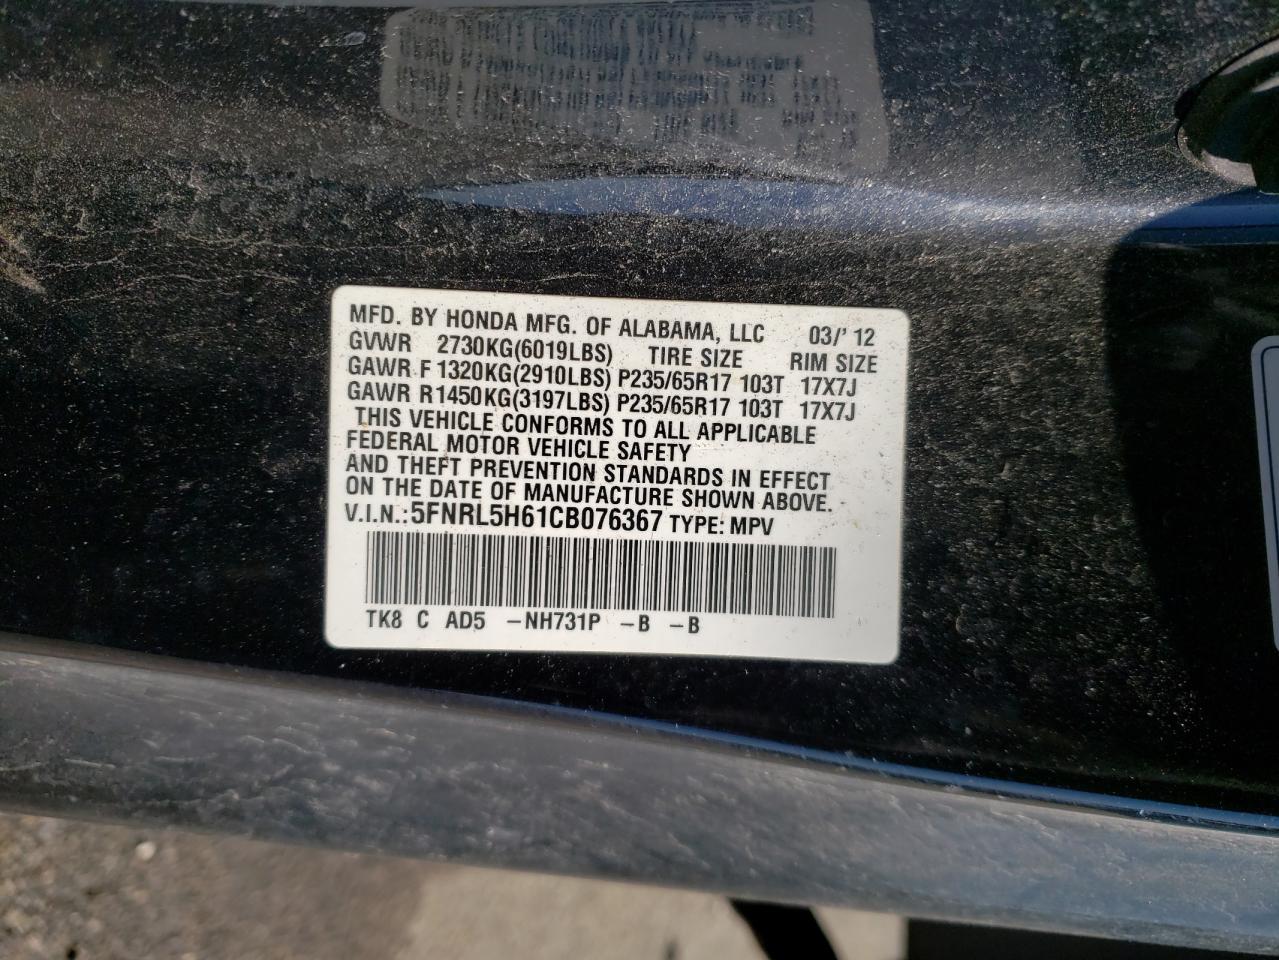 MFD. BY HONDA MFG. OF ALABAMA, LLC 03/' 12
GVWR 2730KG(6019LBS) TIRE SIZE RIM SIZE
GAWR F 1320KG(2910LBS) P235/65R17 103T 17X7J
GAWR R1450KG(3197LBS) P235/65R17 103T 17X7J
THIS VEHICLE CONFORMS TO ALL APPLICABLE
FEDERAL MOTOR VEHICLE SAFETY
AND THEFT PREVENTION STANDARDS IN EFFECT
ON THE DATE OF MANUFACTURE SHOWN ABOVE.
V.I.N.:5FNRL5H61CB076367 TYPE: MPV
TK8 C AD5 -NH731P -B -B